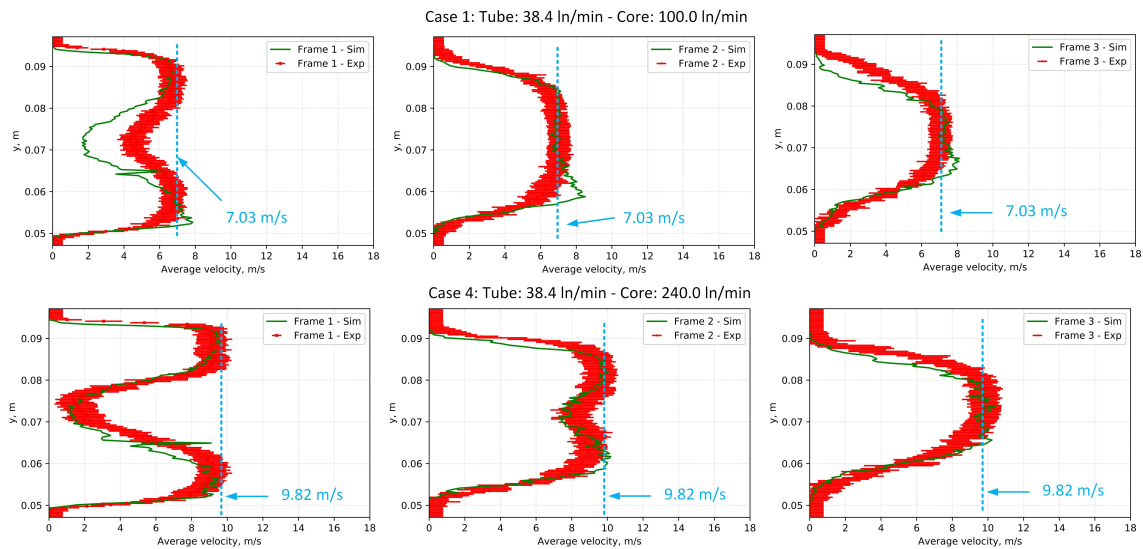 Case 1: Tube: 38.4 ln/min - Core: 100.0 ln/min
Frame 1 - Sim
Frame 1 - Exp
0.09
0.08
0.07
0.06
0.05
y, m
7.03 m/s
0 2 4 6 8 10 12 14 16 18
Average velocity, m/s
Frame 2 - Sim
Frame 2 - Exp
0.09
0.08
0.07
0.06
0.05
y, m
7.03 m/s
0 2 4 6 8 10 12 14 16 18
Average velocity, m/s
Frame 3 - Sim
Frame 3 - Exp
0.09
0.08
0.07
0.06
0.05
y, m
7.03 m/s
0 2 4 6 8 10 12 14 16 18
Average velocity, m/s
Case 4: Tube: 38.4 ln/min - Core: 240.0 ln/min
Frame 1 - Sim
Frame 1 - Exp
0.09
0.08
0.07
0.06
0.05
y, m
9.82 m/s
0 2 4 6 8 10 12 14 16 18
Average velocity, m/s
Frame 2 - Sim
Frame 2 - Exp
0.09
0.08
0.07
0.06
0.05
y, m
9.82 m/s
0 2 4 6 8 10 12 14 16 18
Average velocity, m/s
Frame 3 - Sim
Frame 3 - Exp
0.09
0.08
0.07
0.06
0.05
y, m
9.82 m/s
0 2 4 6 8 10 12 14 16 18
Average velocity, m/s